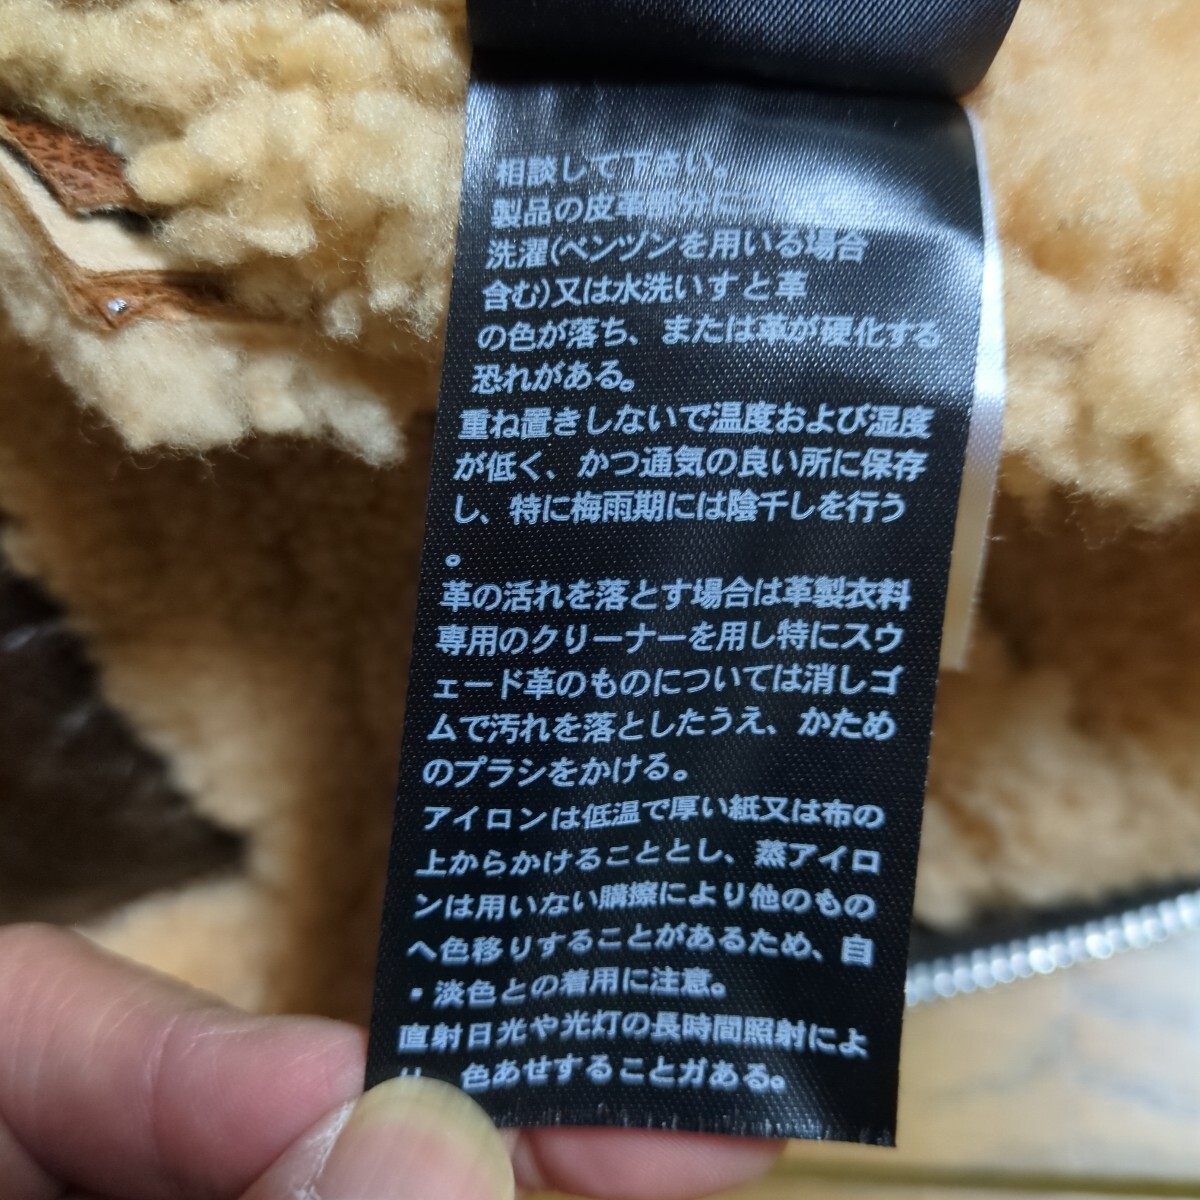 相談して下さい。
製品の皮革部分に
洗濯(ペンヅンを用いる場合
含む)又は水洗いすと革
の色が落ち、または革が硬化する
恐れがある。
重ね置きしないで温度および湿度
が低く、かつ通気の良い所に保存
し、特に梅雨期には陰干しを行う
。
革の活れを落とす場合は革製衣料
専用のクリーナーを用し特にスウ
ェード革のものについては消しゴ
ムで汚れを落としたうえ、かため
のプラシをかける。
アイロンは低温で厚い紙又は布の
上からかけることとし、蒸アイロ
ンは用いない購擦により他のもの
へ色移りすることがあるため、自
・淡色との着用に注意。
直射日光や光灯の長時間照射によ
り 色あせすることガある。